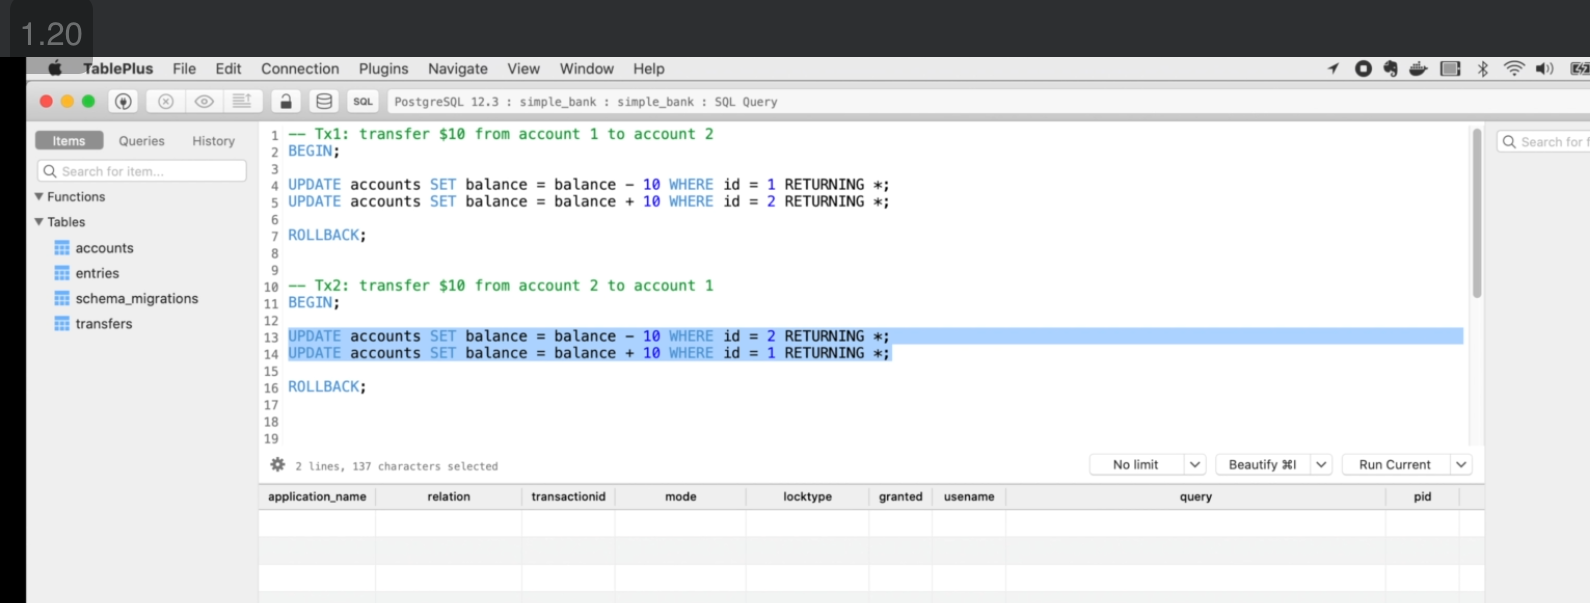 1.20
TablePlus File Edit Connection Plugins Navigate View Window Help
SQL PostgreSQL 12.3 : simple_bank : simple_bank : SQL Query
Items Queries History
Search for item...
Functions
Tables
accounts
entries
schema_migrations
transfers
1 -- Tx1: transfer $10 from account 1 to account 2
2 BEGIN;
3
4 UPDATE accounts SET balance = balance - 10 WHERE id = 1 RETURNING *;
5 UPDATE accounts SET balance = balance + 10 WHERE id = 2 RETURNING *;
6
7 ROLLBACK;
8
9
10 -- Tx2: transfer $10 from account 2 to account 1
11 BEGIN;
12
13 UPDATE accounts SET balance = balance - 10 WHERE id = 2 RETURNING *;
14 UPDATE accounts SET balance = balance + 10 WHERE id = 1 RETURNING *;
15
16 ROLLBACK;
17
18
19
Search for f
2 lines, 137 characters selected
No limit Beautify ⌘I Run Current
application_name relation transactionid mode locktype granted usename query pid